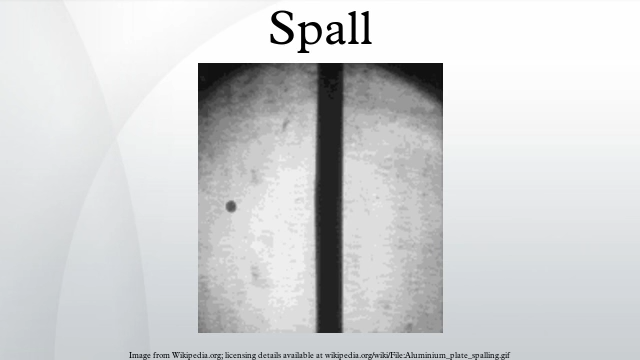 Spall
Image from Wikipedia.org; licensing details available at wikipedia.org/wiki/File:Aluminium_plate_spalling.gif